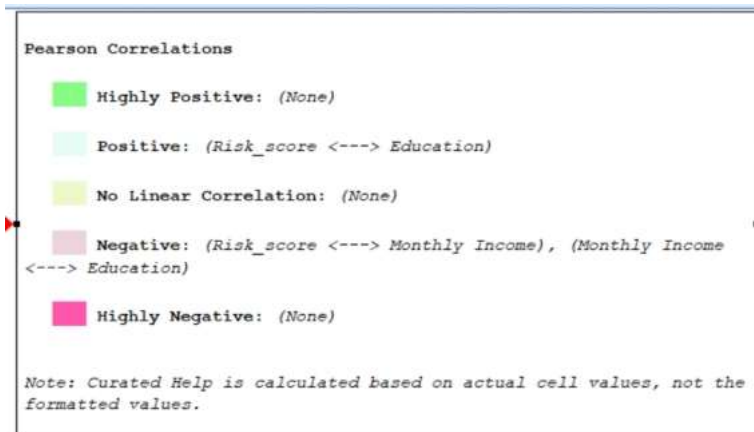 Pearson Correlations
Highly Positive: (None)
Positive: (Risk_score <---> Education)
No Linear Correlation: (None)
Negative: (Risk_score <---> Monthly Income), (Monthly Income
<---> Education)
Highly Negative: (None)
Note: Curated Help is calculated based on actual cell values, not the
formatted values.